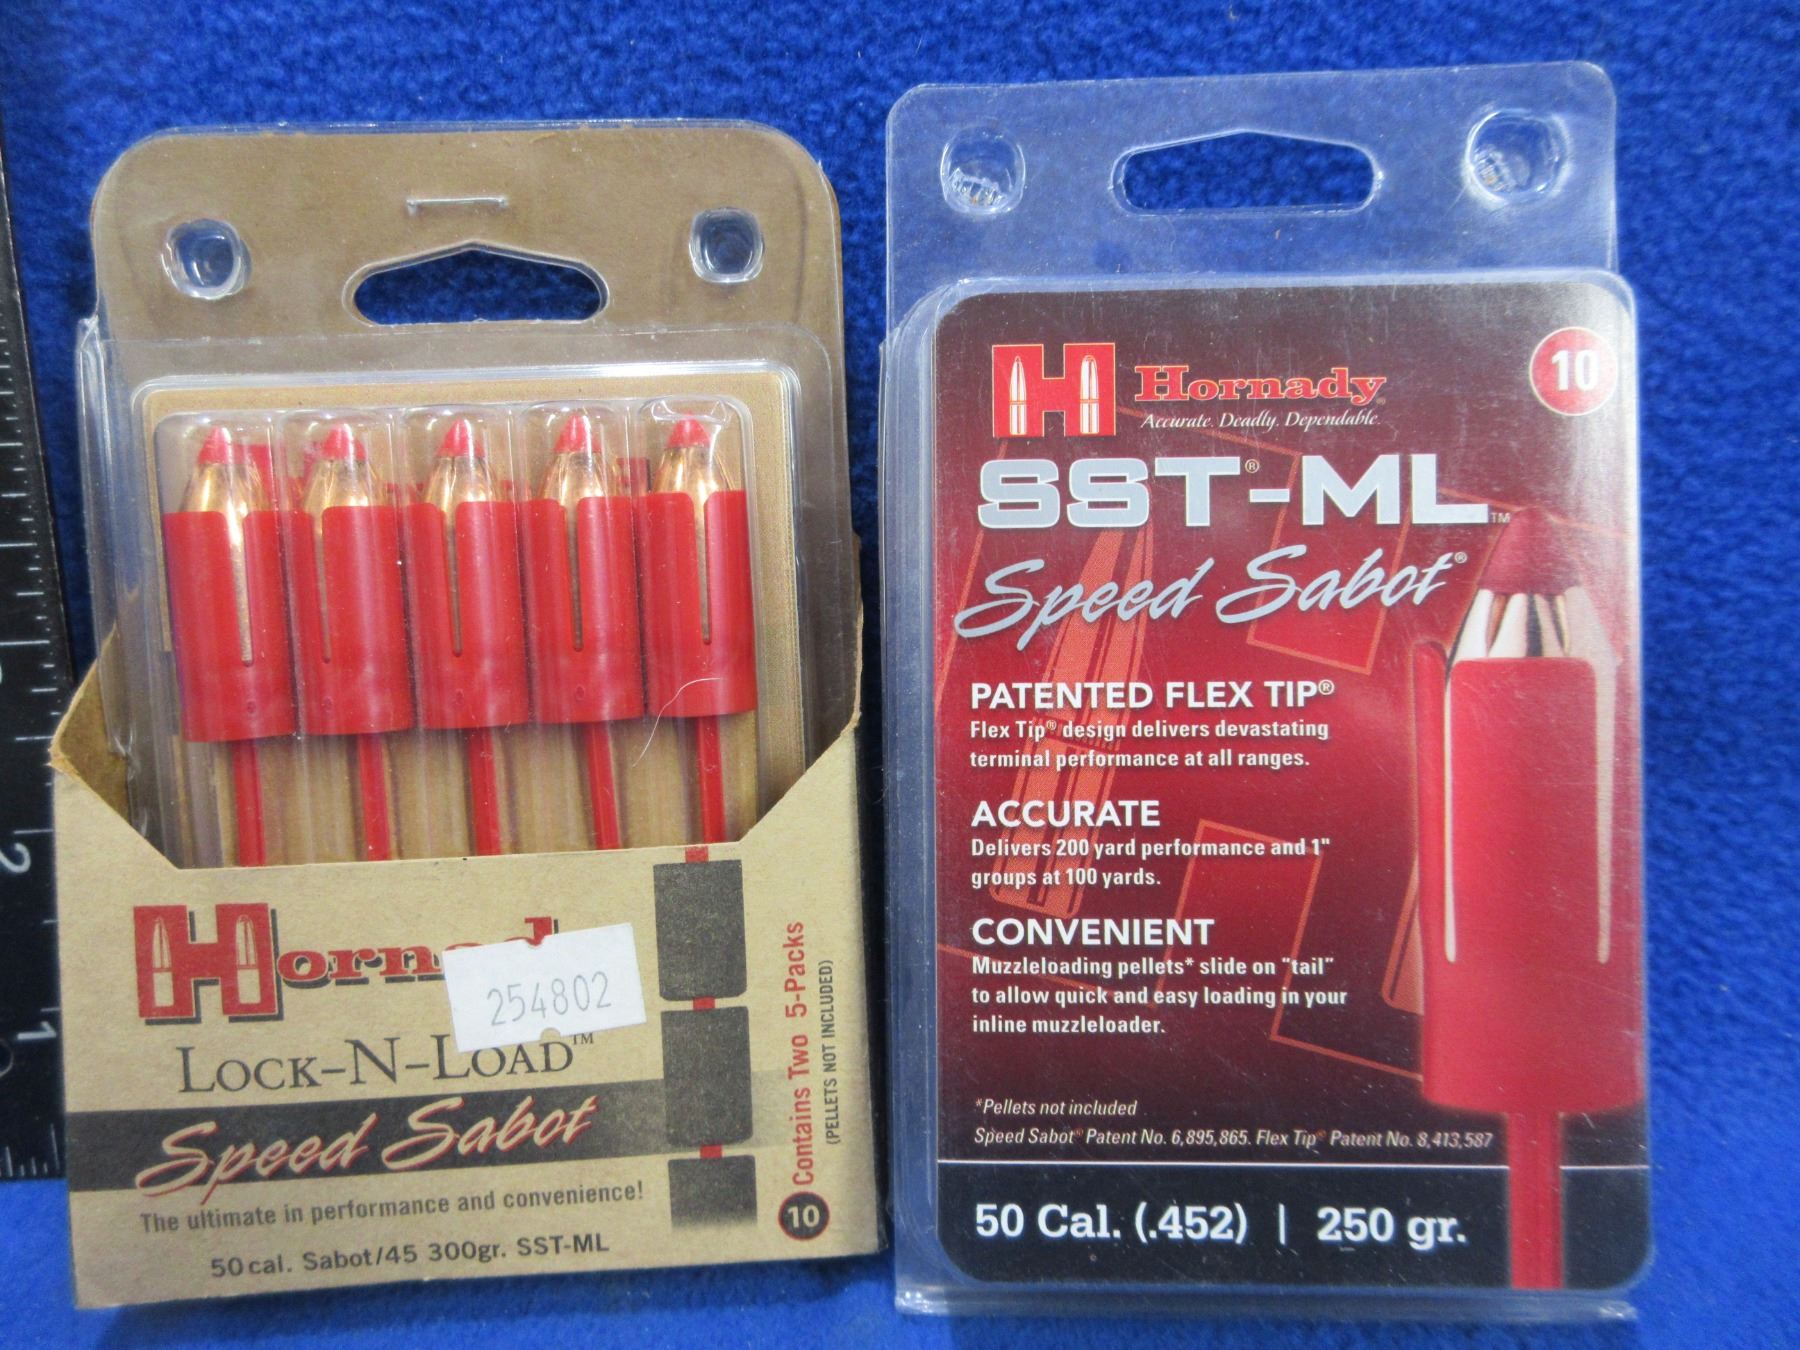 Horn
254802
LOCK-N-LOAD™
Speed Sabot
The ultimate in performance and convenience!
50 cal. Sabot/45 300gr. SST-ML
10 Contains Two 5-Packs
(PELLETS NOT INCLUDED)
2
1
10
Hornady®
Accurate. Deadly. Dependable.
SST®-ML™
Speed Sabot®
PATENTED FLEX TIP®
Flex Tip® design delivers devastating
terminal performance at all ranges.
ACCURATE
Delivers 200 yard performance and 1"
groups at 100 yards.
CONVENIENT
Muzzleloading pellets* slide on "tail"
to allow quick and easy loading in your
inline muzzleloader.
*Pellets not included
Speed Sabot® Patent No. 6,895,865. Flex Tip® Patent No. 8,413,587
50 Cal. (.452) | 250 gr.